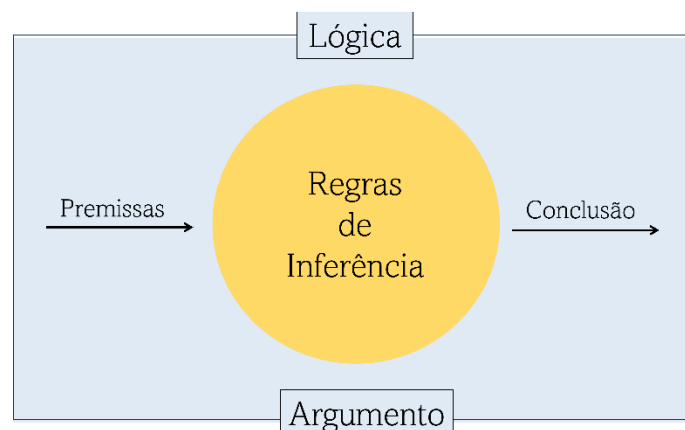 Lógica
Premissas
Regras
de
Inferência
Conclusão
Argumento